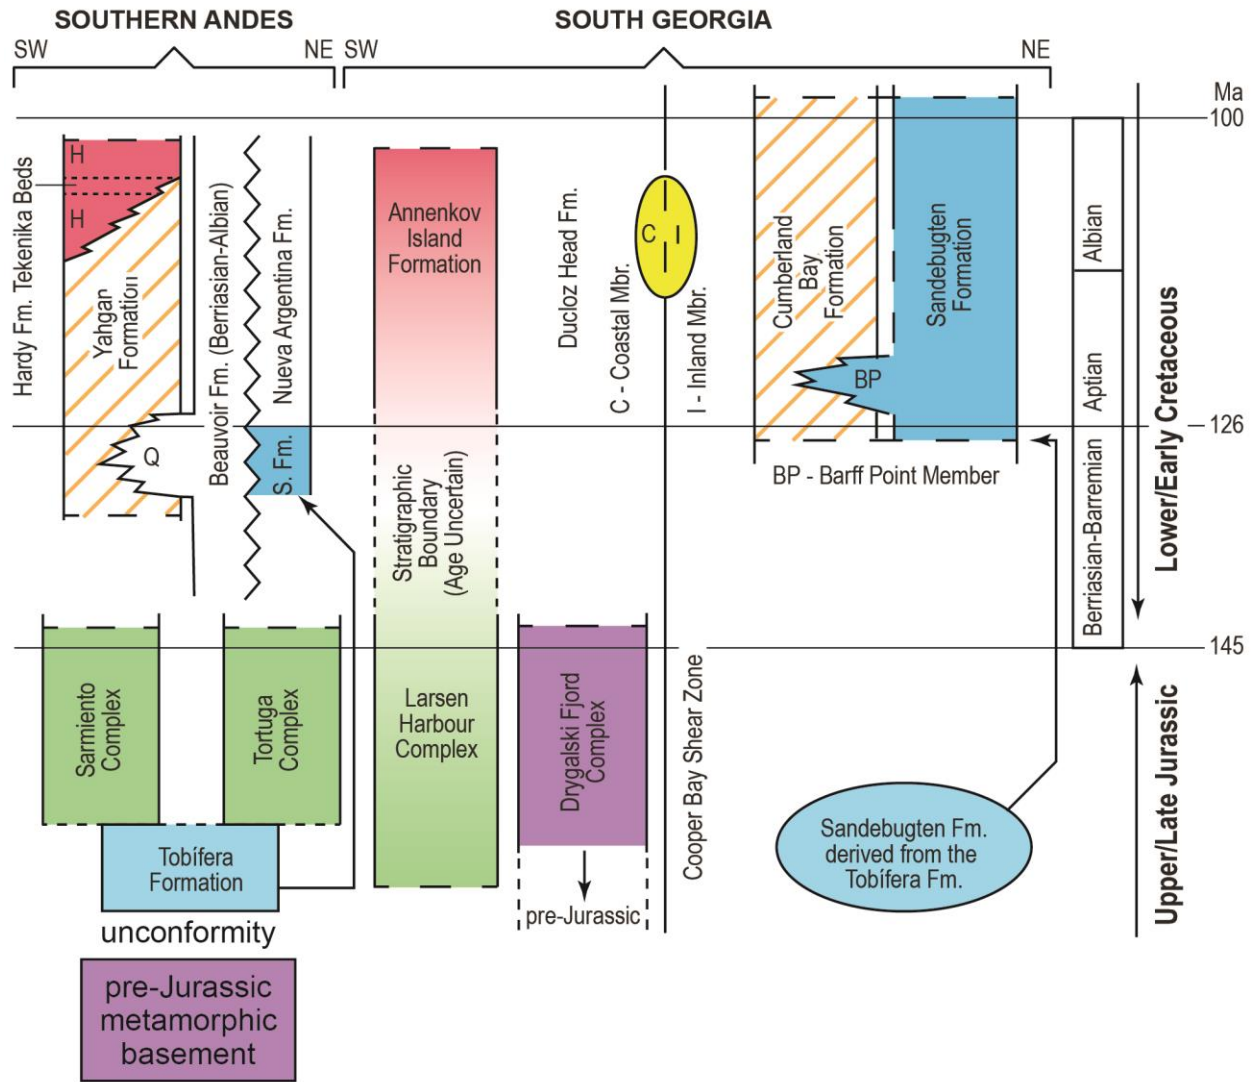 SOUTHERN ANDES
SOUTH GEORGIA
SW
NE
SW
NE
Ma
100
126
145
Hardy Fm. Tekenika Beds
H
H
Yahgan
Formation
Q
Beauvoir Fm. (Berriasian-Albian)
Nueva Argentina Fm.
S. Fm.
Annenkov
Island
Formation
Stratigraphic
Boundary
(Age Uncertain)
Larsen
Harbour
Complex
Ducloz Head Fm.
C - Coastal Mbr.
C
I
I - Inland Mbr.
Cumberland
Bay
Formation
BP
Sandebugten
Formation
BP - Barff Point Member
Albian
Aptian
Berriasian-Barremian
Lower/Early Cretaceous
Upper/Late Jurassic
Sarmiento
Complex
Tortuga
Complex
Tobífera
Formation
unconformity
pre-Jurassic
metamorphic
basement
Drygalski Fjord
Complex
pre-Jurassic
Cooper Bay Shear Zone
Sandebugten Fm.
derived from the
Tobífera Fm.